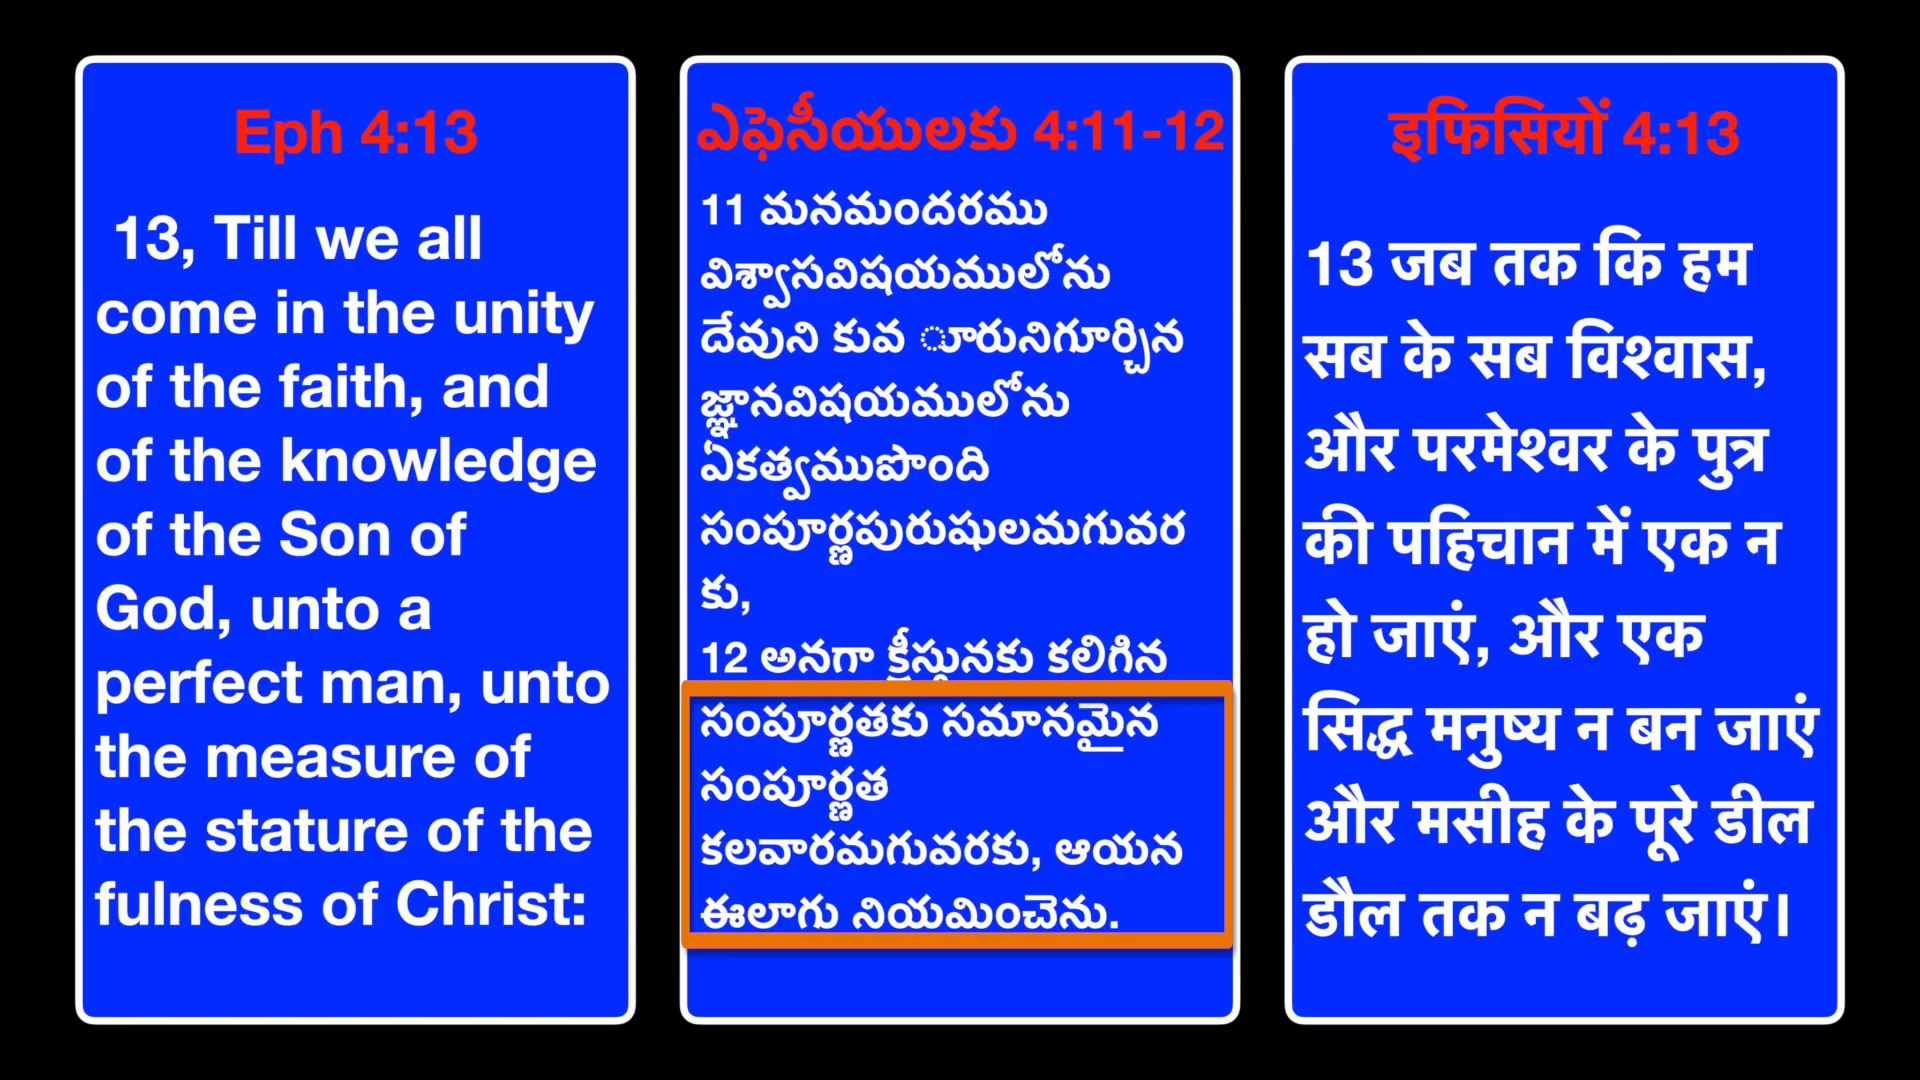 Eph 4:13
13, Till we all
come in the unity
of the faith, and
of the knowledge
of the Son of
God, unto a
perfect man, unto
the measure of
the stature of the
fulness of Christ:
ఎఫెసీయులకు 4:11-12
11 మనమందరము
విశ్వాసవిషయములోను
దేవుని కువ ూరునిగూర్చిన
జ్ఞానవిషయములోను
ఏకత్వముపొంది
సంపూర్ణపురుషులమగువర
కు,
12 అనగా క్రీస్తునకు కలిగిన
సంపూర్ణతకు సమానమైన
సంపూర్ణత
కలవారమగువరకు, ఆయన
ఈలాగు నియమించెను.
इफिसियों 4:13
13 जब तक कि हम
सब के सब विश्वास,
और परमेश्वर के पुत्र
की पहिचान में एक न
हो जाएं, और एक
सिद्ध मनुष्य न बन जाएं
और मसीह के पूरे डील
डौल तक न बढ़ जाएं।